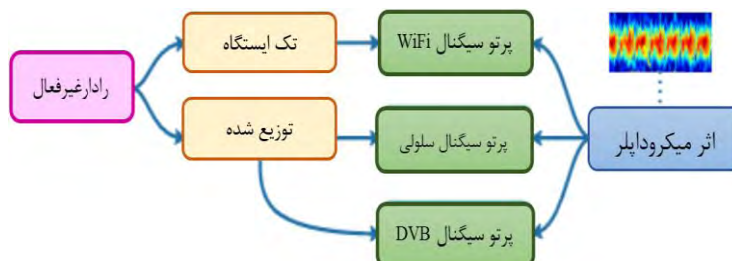 رادارغیرفعال
تک ایستگاه
توزیع شده
پرتو سیگنال WiFi
پرتو سیگنال سلولی
پرتو سیگنال DVB
اثر میکروداپلر